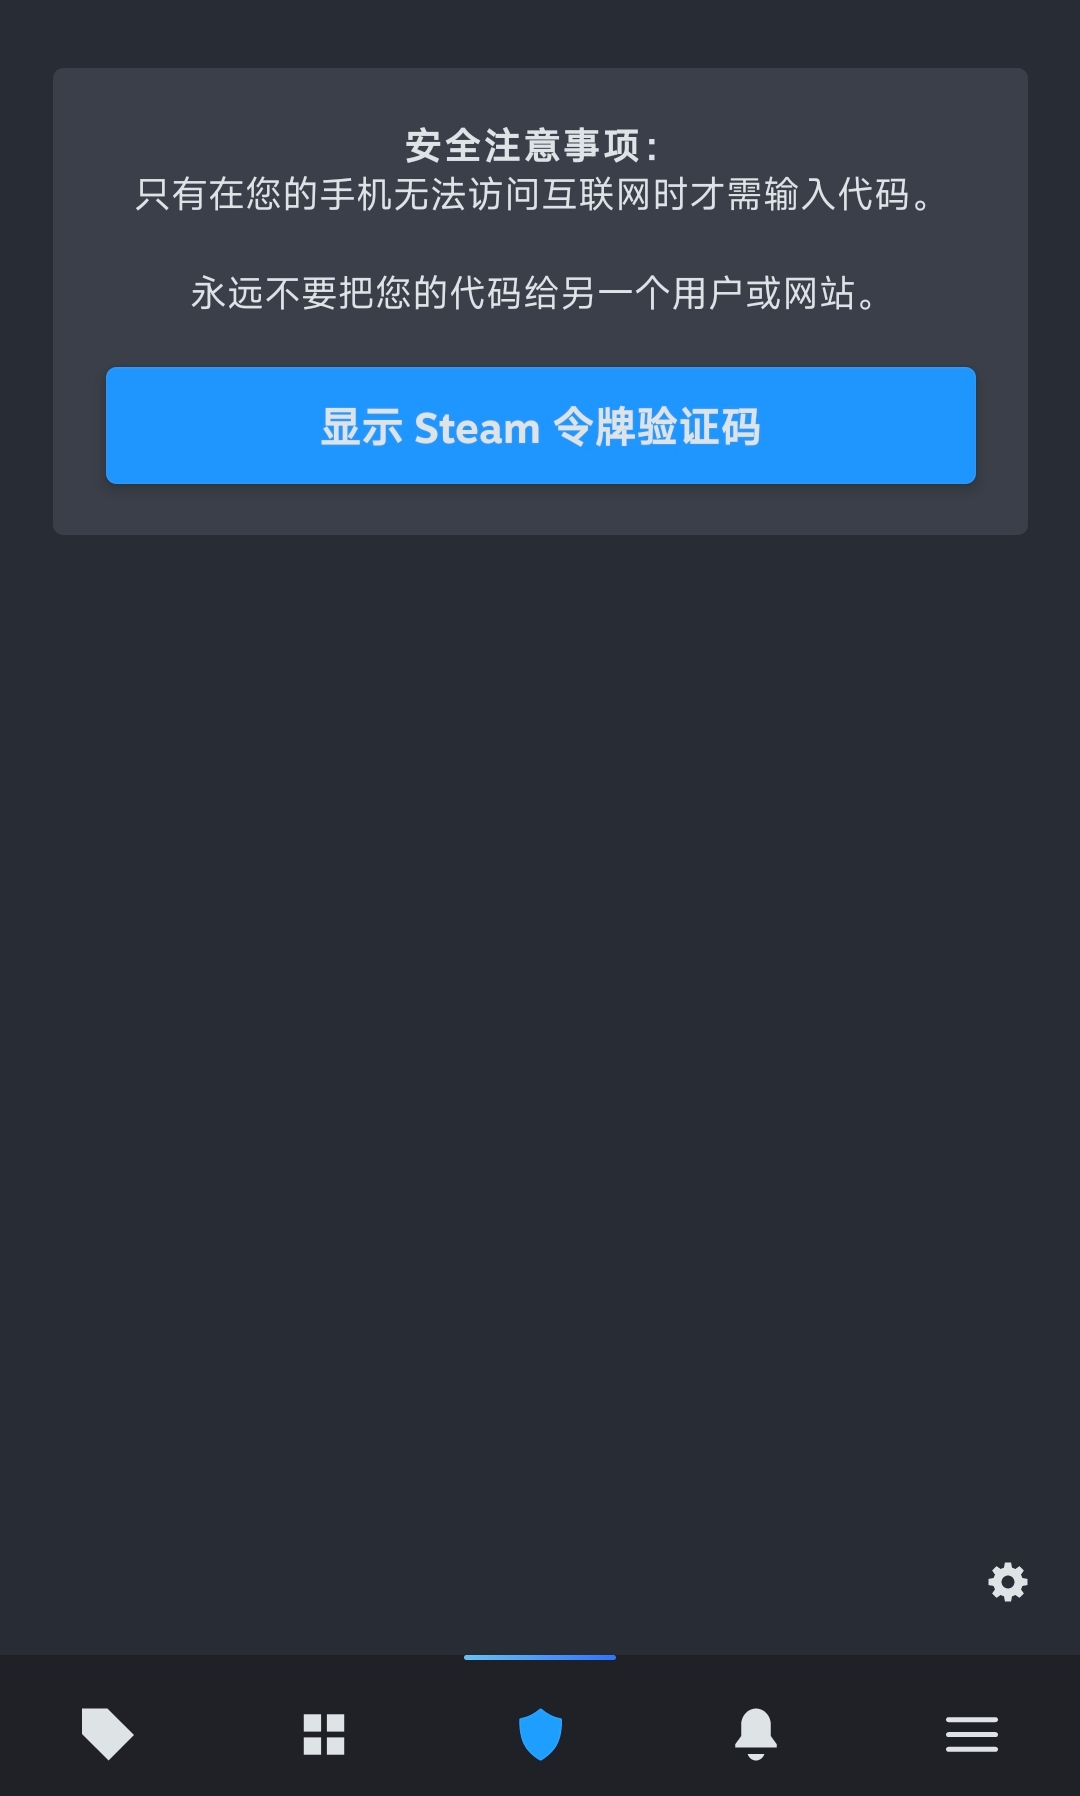 安全注意事项：
只有在您的手机无法访问互联网时才需输入代码。
永远不要把您的代码给另一个用户或网站。
显示 Steam 令牌验证码